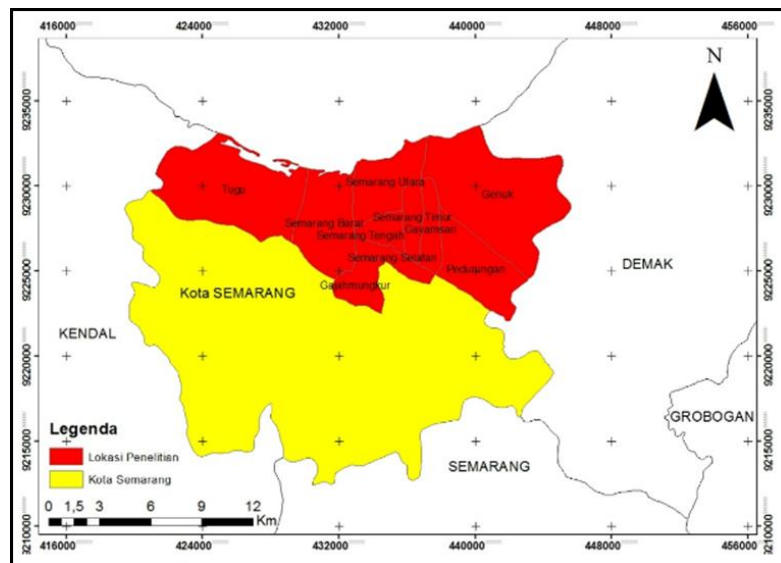 416000 424000 432000 440000 448000 456000
N
9235000 9235000
9230000 9230000
9225000 9225000
9220000 9220000
9215000 9215000
9210000 9210000
Tugu
Semarang Utara
Genuk
Semarang Barat
Semarang Timur
Semarang Tengah
Gayamsari
Semarang Selatan
Pedurungan
Gajahmungkur
DEMAK
Kota SEMARANG
KENDAL
GROBOGAN
SEMARANG
Legenda
Lokasi Penelitian
Kota Semarang
0 1,5 3 6 9 12
Km
416000 424000 432000 440000 448000 456000